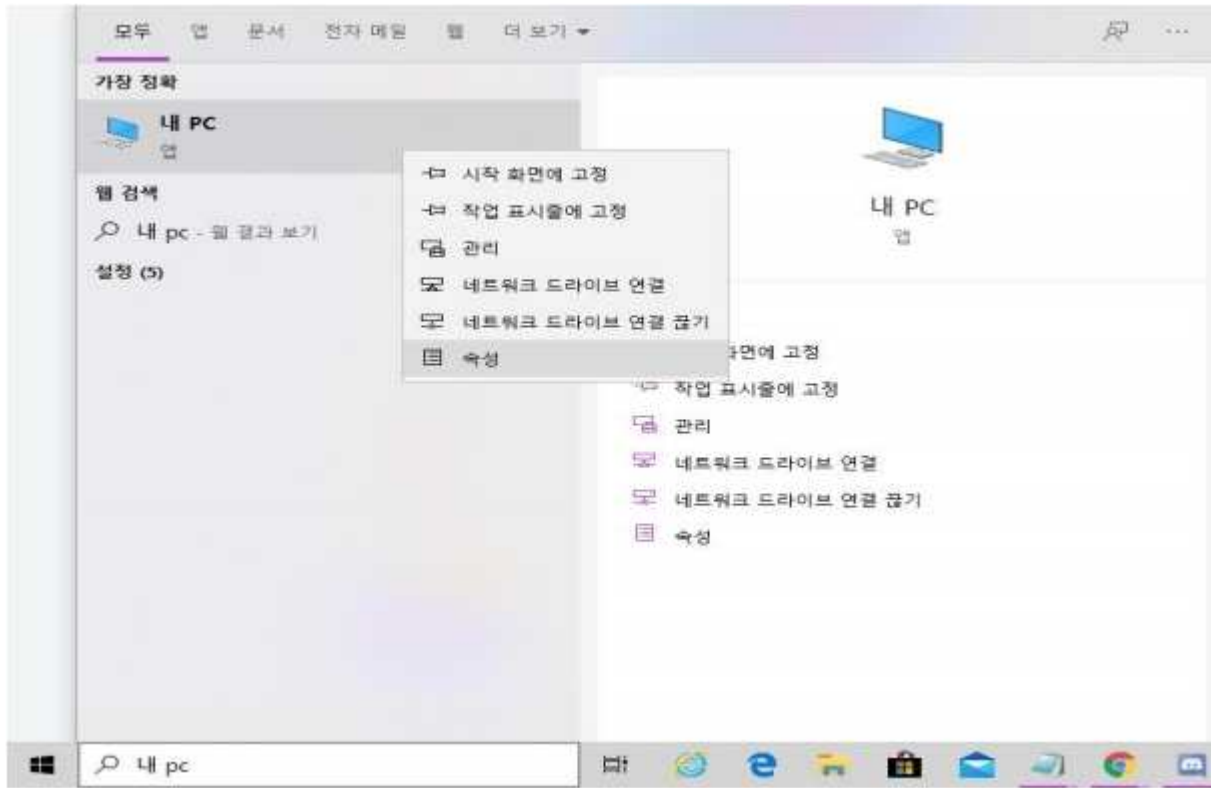 모두 앱 문서 전자 메일 웹 더 보기
가장 정확
내 PC
앱
웹 검색
내 pc - 웹 결과 보기
설정 (5)
시작 화면에 고정
작업 표시줄에 고정
관리
네트워크 드라이브 연결
네트워크 드라이브 연결 끊기
속성
내 PC
앱
화면에 고정
작업 표시줄에 고정
관리
네트워크 드라이브 연결
네트워크 드라이브 연결 끊기
속성
내 pc